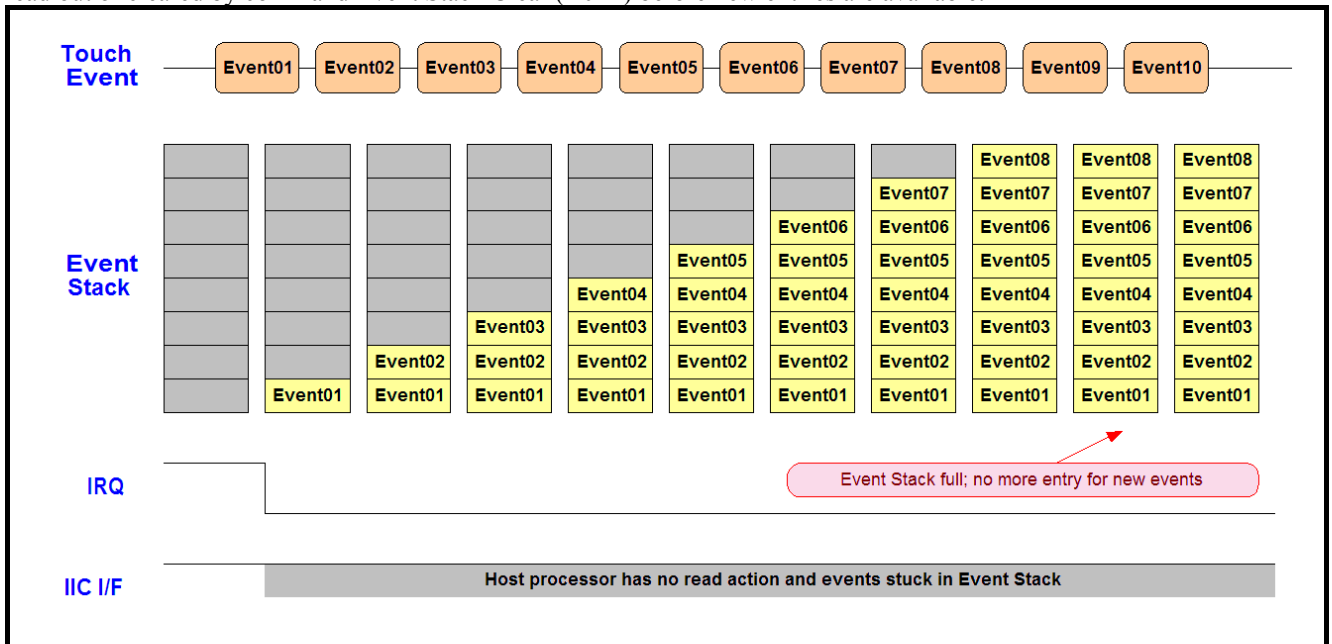 Touch Event
Event01 Event02 Event03 Event04 Event05 Event06 Event07 Event08 Event09 Event10
Event08 Event08 Event08
Event07 Event07 Event07 Event07
Event06 Event06 Event06 Event06 Event06
Event Stack
Event05 Event05 Event05 Event05 Event05 Event05
Event04 Event04 Event04 Event04 Event04 Event04 Event04
Event03 Event03 Event03 Event03 Event03 Event03 Event03 Event03
Event02 Event02 Event02 Event02 Event02 Event02 Event02 Event02 Event02
Event01 Event01 Event01 Event01 Event01 Event01 Event01 Event01 Event01 Event01
IRQ
Event Stack full; no more entry for new events
IIC I/F
Host processor has no read action and events stuck in Event Stack